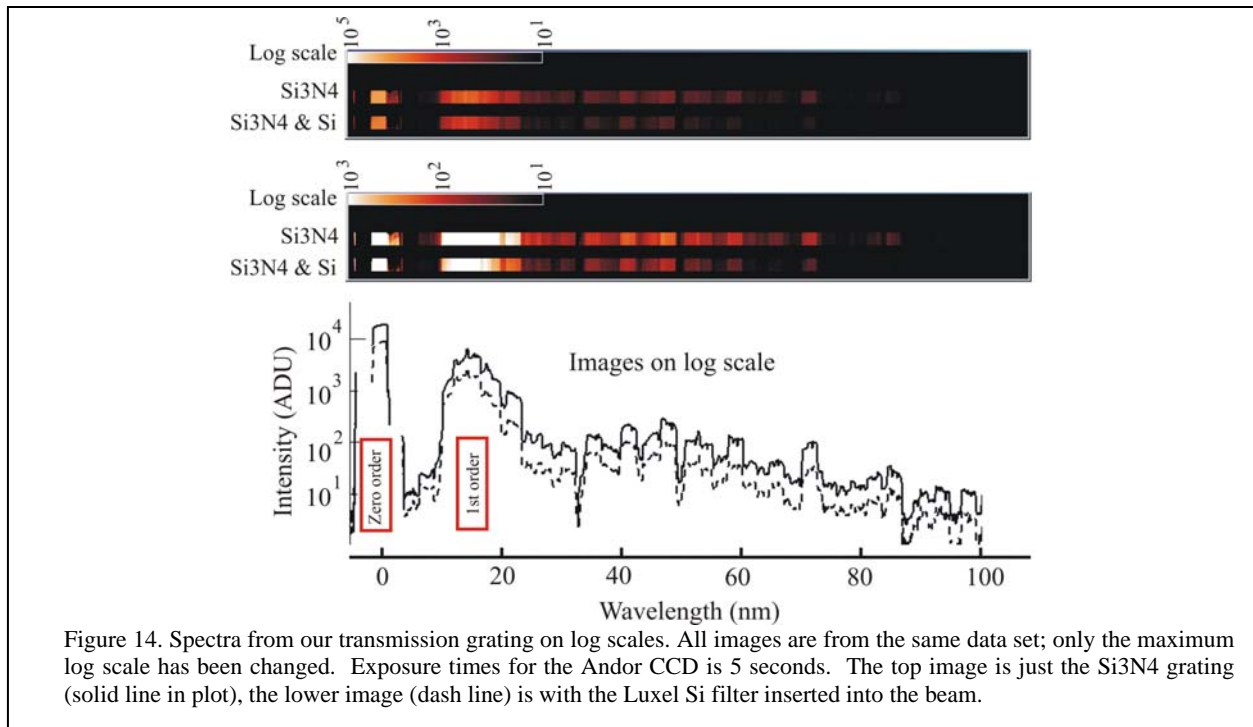 10^5
10^3
10^1
Log scale
Si3N4
Si3N4 & Si
10^3
10^2
10^1
Log scale
Si3N4
Si3N4 & Si
Intensity (ADU)
10^4
10^3
10^2
10^1
Images on log scale
Zero order
1st order
0 20 40 60 80 100
Wavelength (nm)
Figure 14. Spectra from our transmission grating on log scales. All images are from the same data set; only the maximum
log scale has been changed. Exposure times for the Andor CCD is 5 seconds. The top image is just the Si3N4 grating
(solid line in plot), the lower image (dash line) is with the Luxel Si filter inserted into the beam.